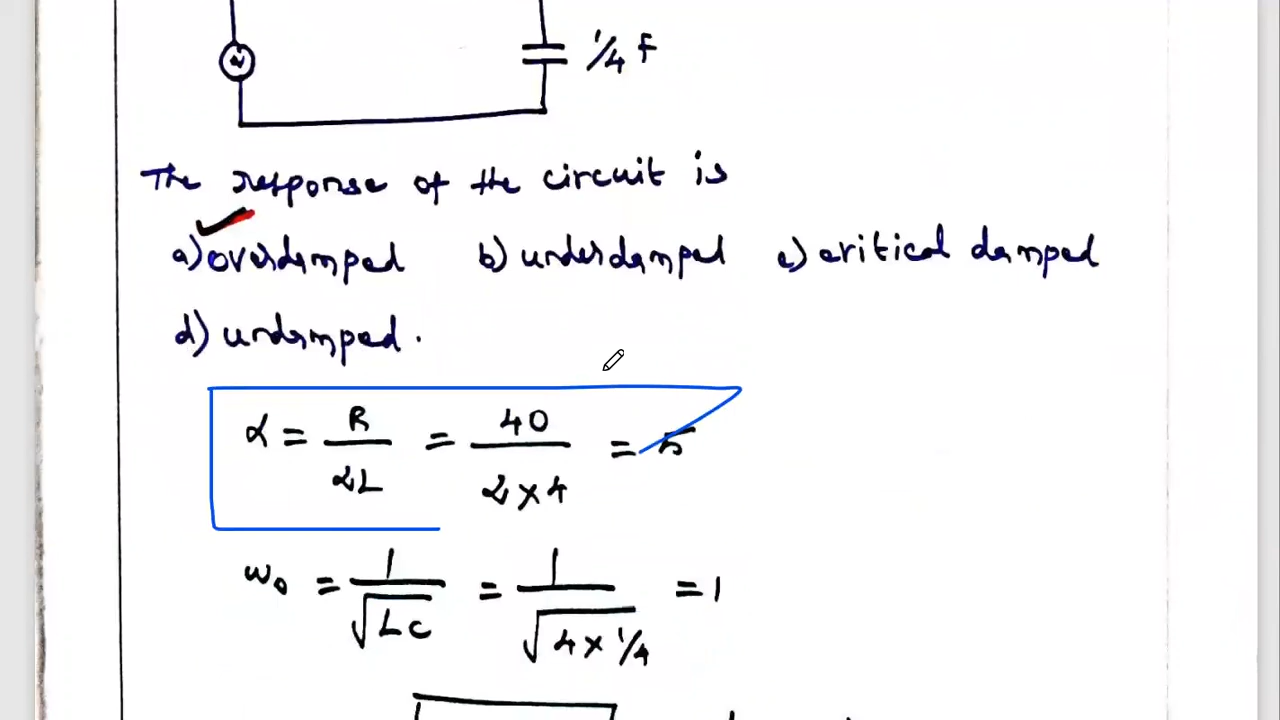 1/4 F
The response of the circuit is
a) overdamped b) underdamped c) critical damped
d) undamped.
α = R/2L = 40/2×4 = 5
ω0 = 1/√LC = 1/√4×1/4 = 1